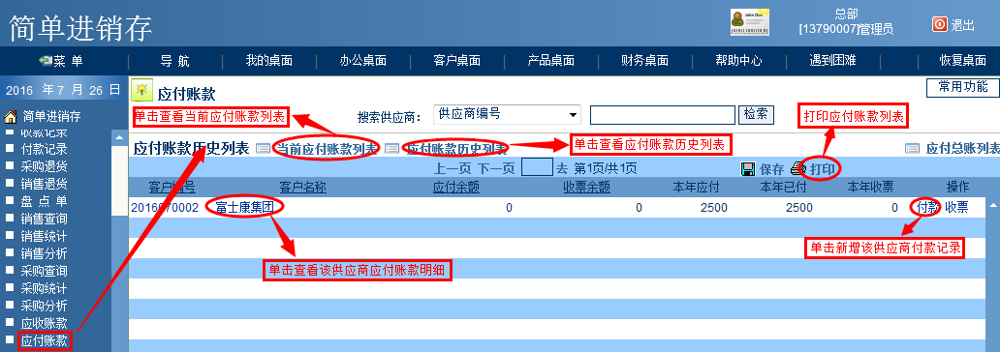 简单进销存
John Doe
总部
[13790007]管理员
退出
菜 单
导 航
我的桌面
办公桌面
客户桌面
产品桌面
财务桌面
帮助中心
遇到困难
恢复桌面
2016 年 7 月 26 日
应付账款
常用功能
简单进销存
收款记录
付款记录
采购退货
销售退货
盘 点 单
销售查询
销售统计
销售分析
采购查询
采购统计
采购分析
应收账款
应付账款
单击查看当前应付账款列表
搜索供应商:
供应商编号
检索
打印应付账款列表
应付账款历史列表
当前应付账款列表
应付账款历史列表
单击查看应付账款历史列表
应付总账列表
上一页 下一页 去 第1页/共1页
保存
打印
客户编号 客户名称 应付余额 收票余额 本年应付 本年已付 本年收票 操作
2016070002 富士康集团 0 0 2500 2500 0 付款 收票
单击新增该供应商付款记录
单击查看该供应商应付账款明细